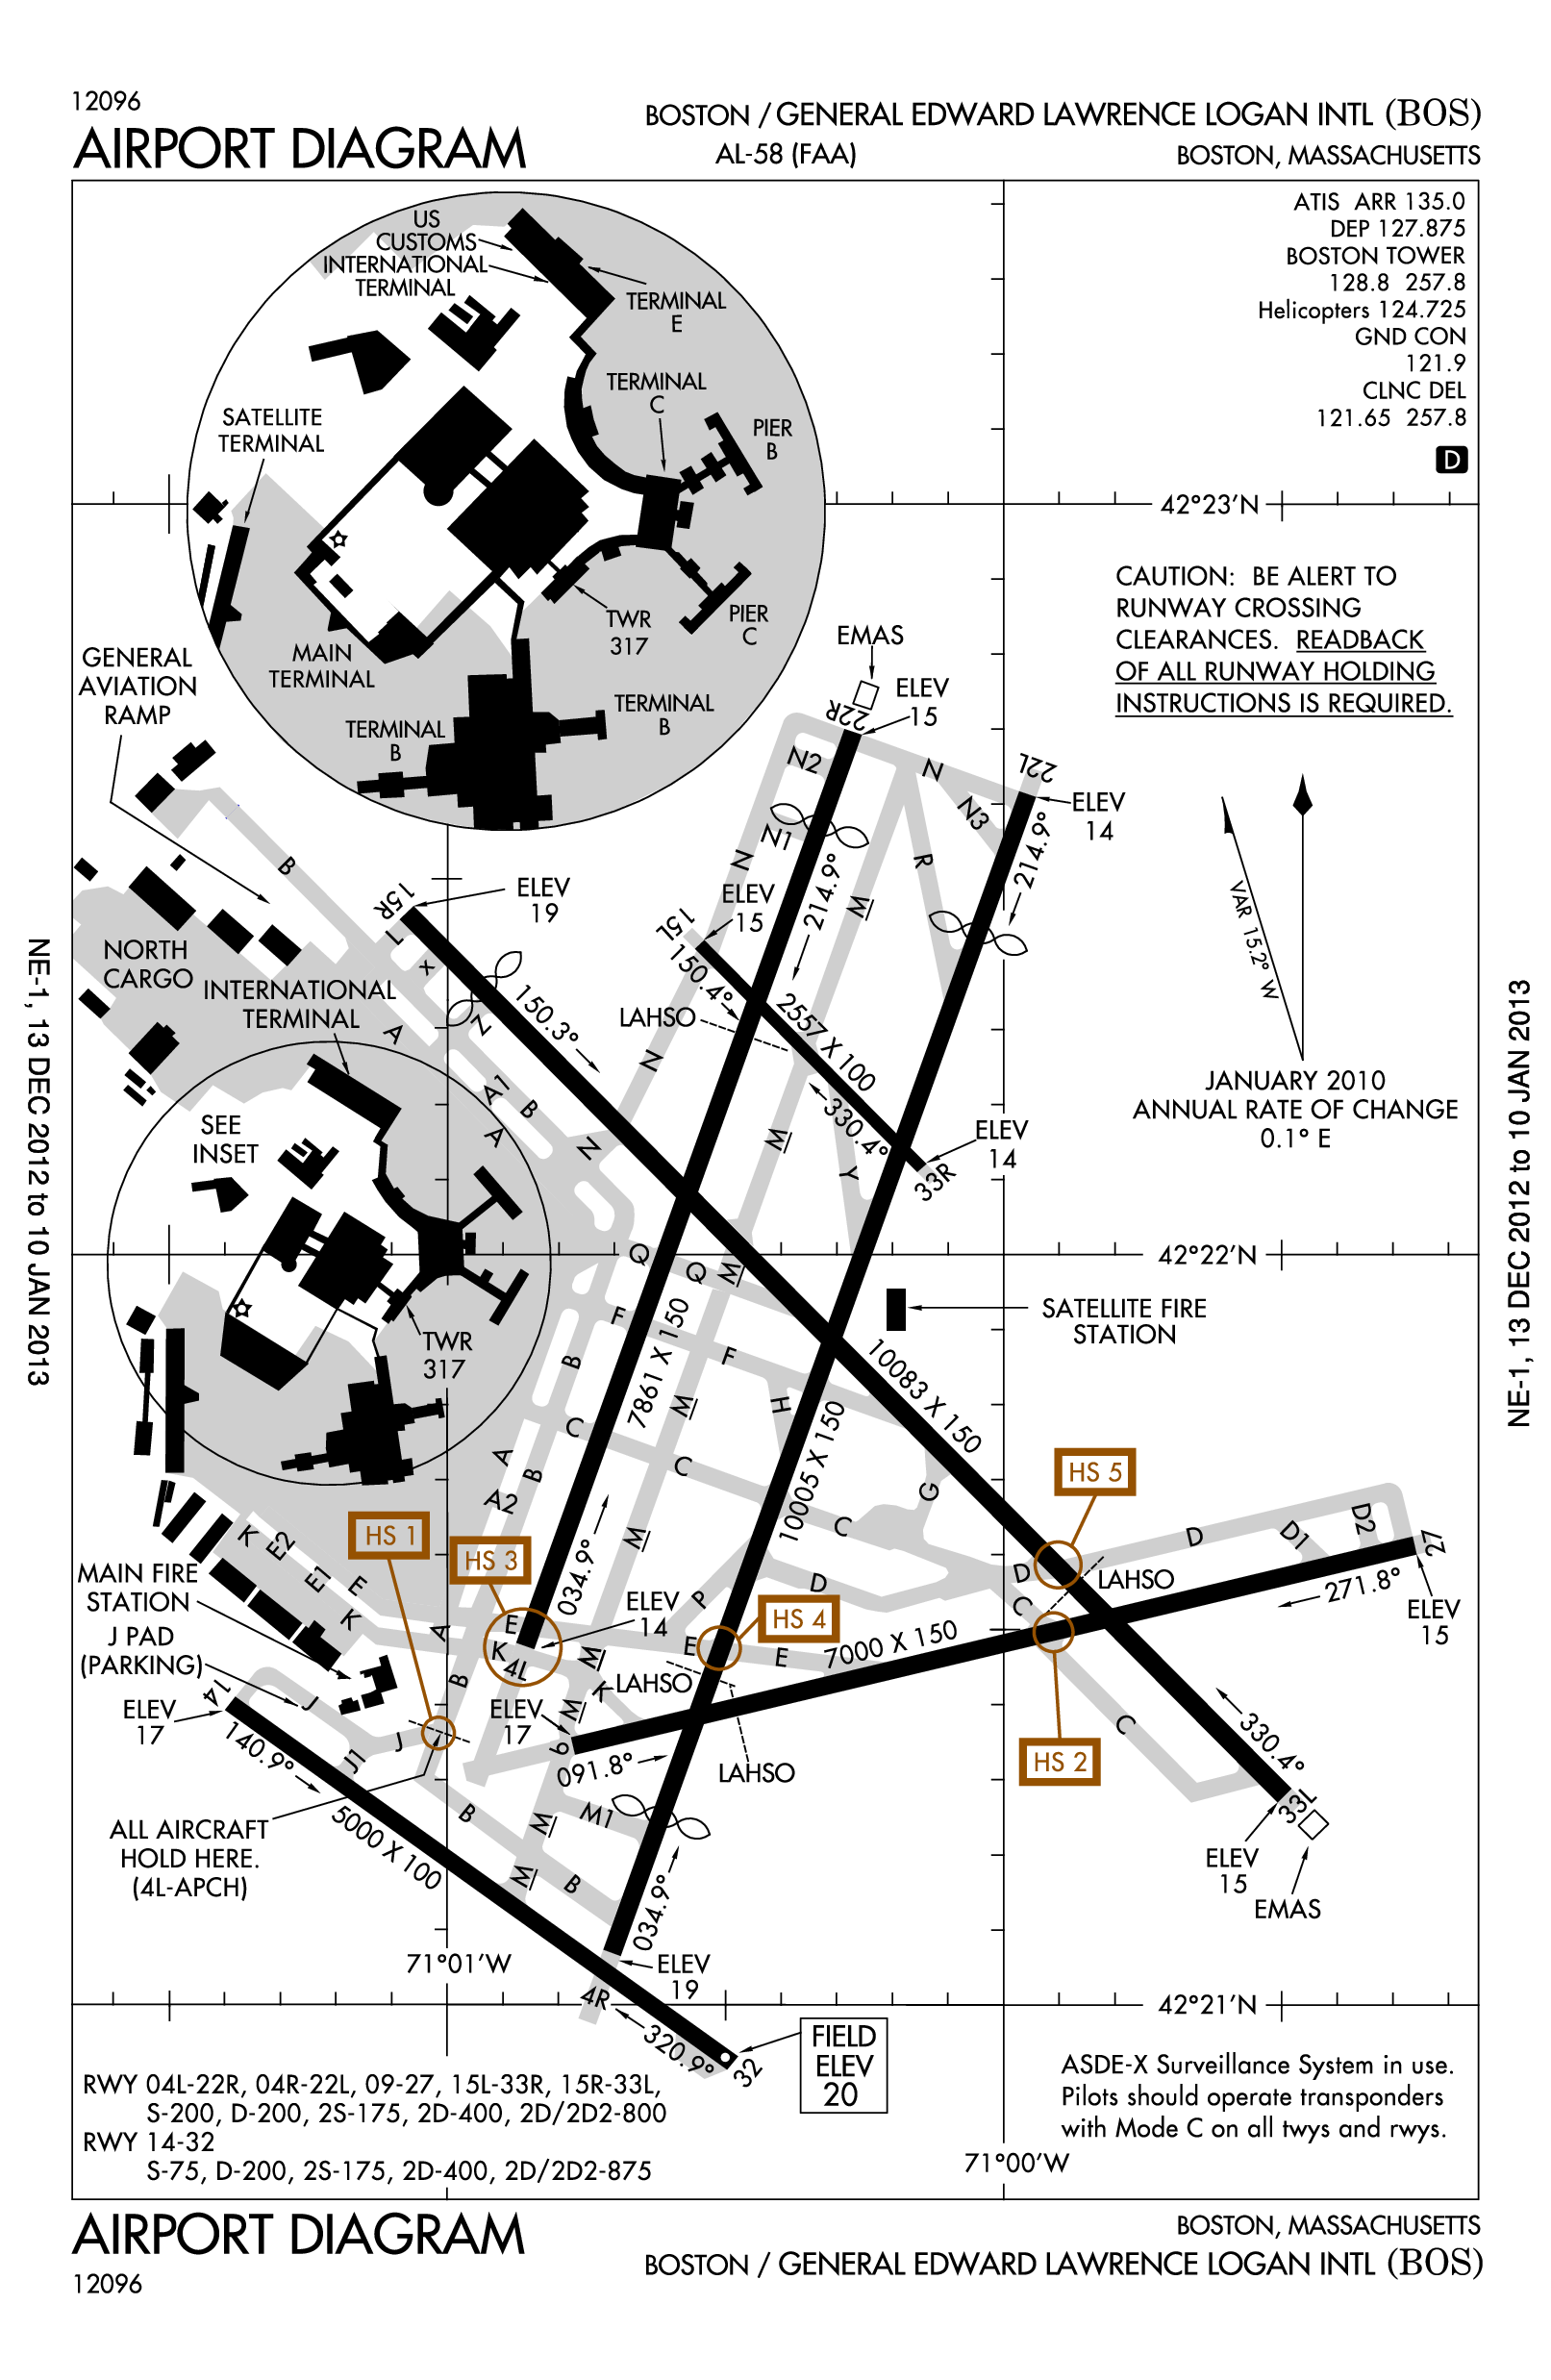 12096
AIRPORT DIAGRAM
BOSTON / GENERAL EDWARD LAWRENCE LOGAN INTL (BOS)
AL-58 (FAA)
BOSTON, MASSACHUSETTS
ATIS ARR 135.0
DEP 127.875
BOSTON TOWER
128.8 257.8
Helicopters 124.725
GND CON
121.9
CLNC DEL
121.65 257.8
D
US
CUSTOMS
INTERNATIONAL
TERMINAL
TERMINAL
E
TERMINAL
C
PIER
B
SATELLITE
TERMINAL
TWR
317
PIER
C
MAIN
TERMINAL
TERMINAL
B
TERMINAL
B
42°23'N
CAUTION: BE ALERT TO
RUNWAY CROSSING
CLEARANCES. READBACK
OF ALL RUNWAY HOLDING
INSTRUCTIONS IS REQUIRED.
GENERAL
AVIATION
RAMP
EMAS
ELEV
15
22R
N2
N
22L
N3
ELEV
14
N1
N
R
214.9°
214.9°
B
15R
ELEV
19
L
ELEV
15
15L
M
150.4°
VAR 15.2° W
NORTH
CARGO
INTERNATIONAL
TERMINAL
x
A
N
Z
150.3°
LAHSO
2557 X 100
330.4°
ELEV
14
33R
JANUARY 2010
ANNUAL RATE OF CHANGE
0.1° E
A1
B
A
N
M
Y
SEE
INSET
42°22'N
Q
Q
M
SATELLITE FIRE
STATION
F
F
B
7861 X 150
M
H
10083 X 150
TWR
317
C
C
A
B
A2
10005 X 150
G
C
HS 5
HS 1
HS 3
K
E2
E1
E
K
MAIN FIRE
STATION
034.9°
M
ELEV
14
P
D
HS 4
D
C
LAHSO
D
D1
D2
27
271.8°
ELEV
15
J PAD
(PARKING)
A
E
K
4L
M
E
E
7000 X 150
LAHSO
B
14
J
ELEV
17
140.9°
J1
J
ELEV
17
M
K
9
091.8°
LAHSO
C
HS 2
330.4°
33L
ALL AIRCRAFT
HOLD HERE.
(4L-APCH)
5000 X 100
B
M
M1
M
B
034.9°
ELEV
15
EMAS
71°01'W
ELEV
19
4R
42°21'N
320.9°
32
FIELD
ELEV
20
ASDE-X Surveillance System in use.
Pilots should operate transponders
with Mode C on all twys and rwys.
RWY 04L-22R, 04R-22L, 09-27, 15L-33R, 15R-33L,
S-200, D-200, 2S-175, 2D-400, 2D/2D2-800
RWY 14-32
S-75, D-200, 2S-175, 2D-400, 2D/2D2-875
71°00'W
AIRPORT DIAGRAM
12096
BOSTON, MASSACHUSETTS
BOSTON / GENERAL EDWARD LAWRENCE LOGAN INTL (BOS)
NE-1, 13 DEC 2012 to 10 JAN 2013
NE-1, 13 DEC 2012 to 10 JAN 2013